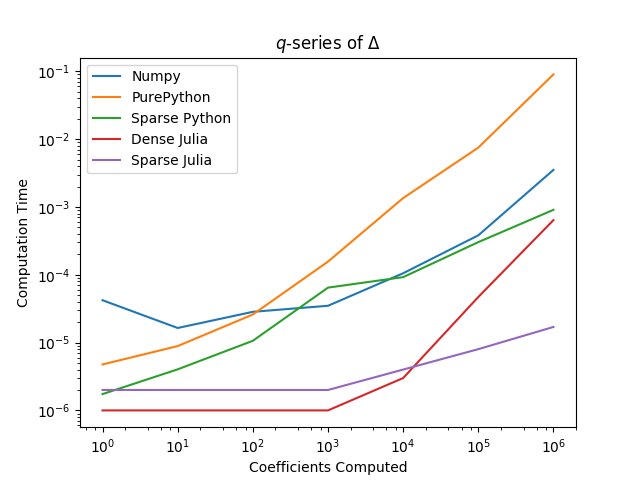 q-series of Δ
Numpy
PurePython
Sparse Python
Dense Julia
Sparse Julia
Computation Time
10⁻¹
10⁻²
10⁻³
10⁻⁴
10⁻⁵
10⁻⁶
10⁰ 10¹ 10² 10³ 10⁴ 10⁵ 10⁶
Coefficients Computed